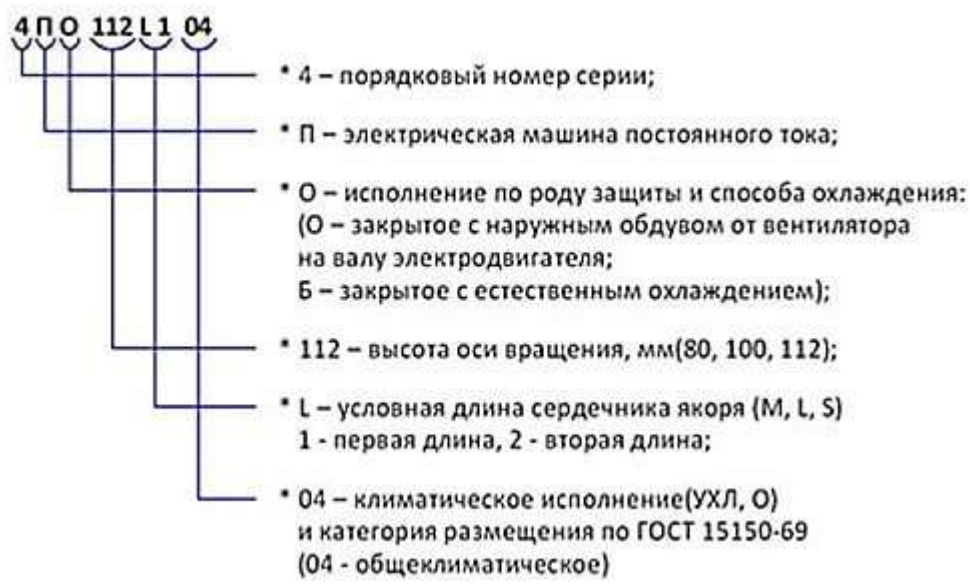 4 П О 112 L 1 04
* 4 – порядковый номер серии;
* П – электрическая машина постоянного тока;
* О – исполнение по роду защиты и способа охлаждения:
(О – закрытое с наружным обдувом от вентилятора
на валу электродвигателя;
Б – закрытое с естественным охлаждением);
* 112 – высота оси вращения, мм(80, 100, 112);
* L – условная длина сердечника якоря (M, L, S)
1 - первая длина, 2 - вторая длина;
* 04 – климатическое исполнение(УХЛ, О)
и категория размещения по ГОСТ 15150-69
(04 - общеклиматическое)